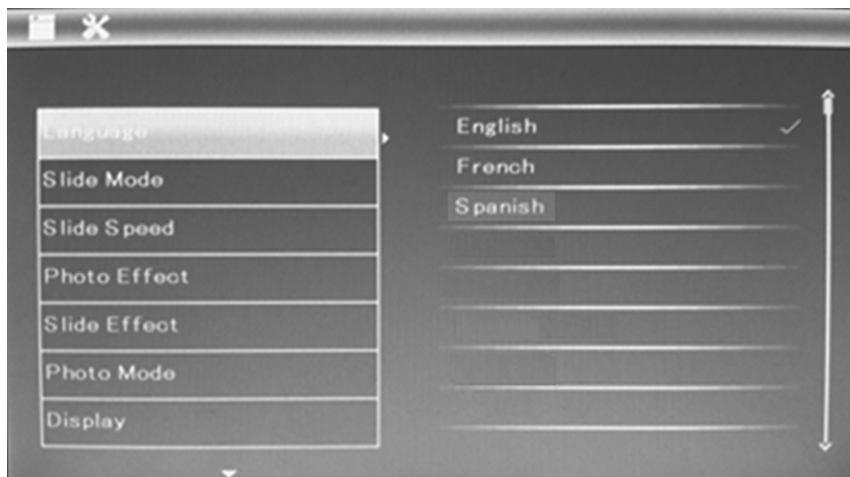 Language
Slide Mode
Slide Speed
Photo Effect
Slide Effect
Photo Mode
Display
English
French
Spanish